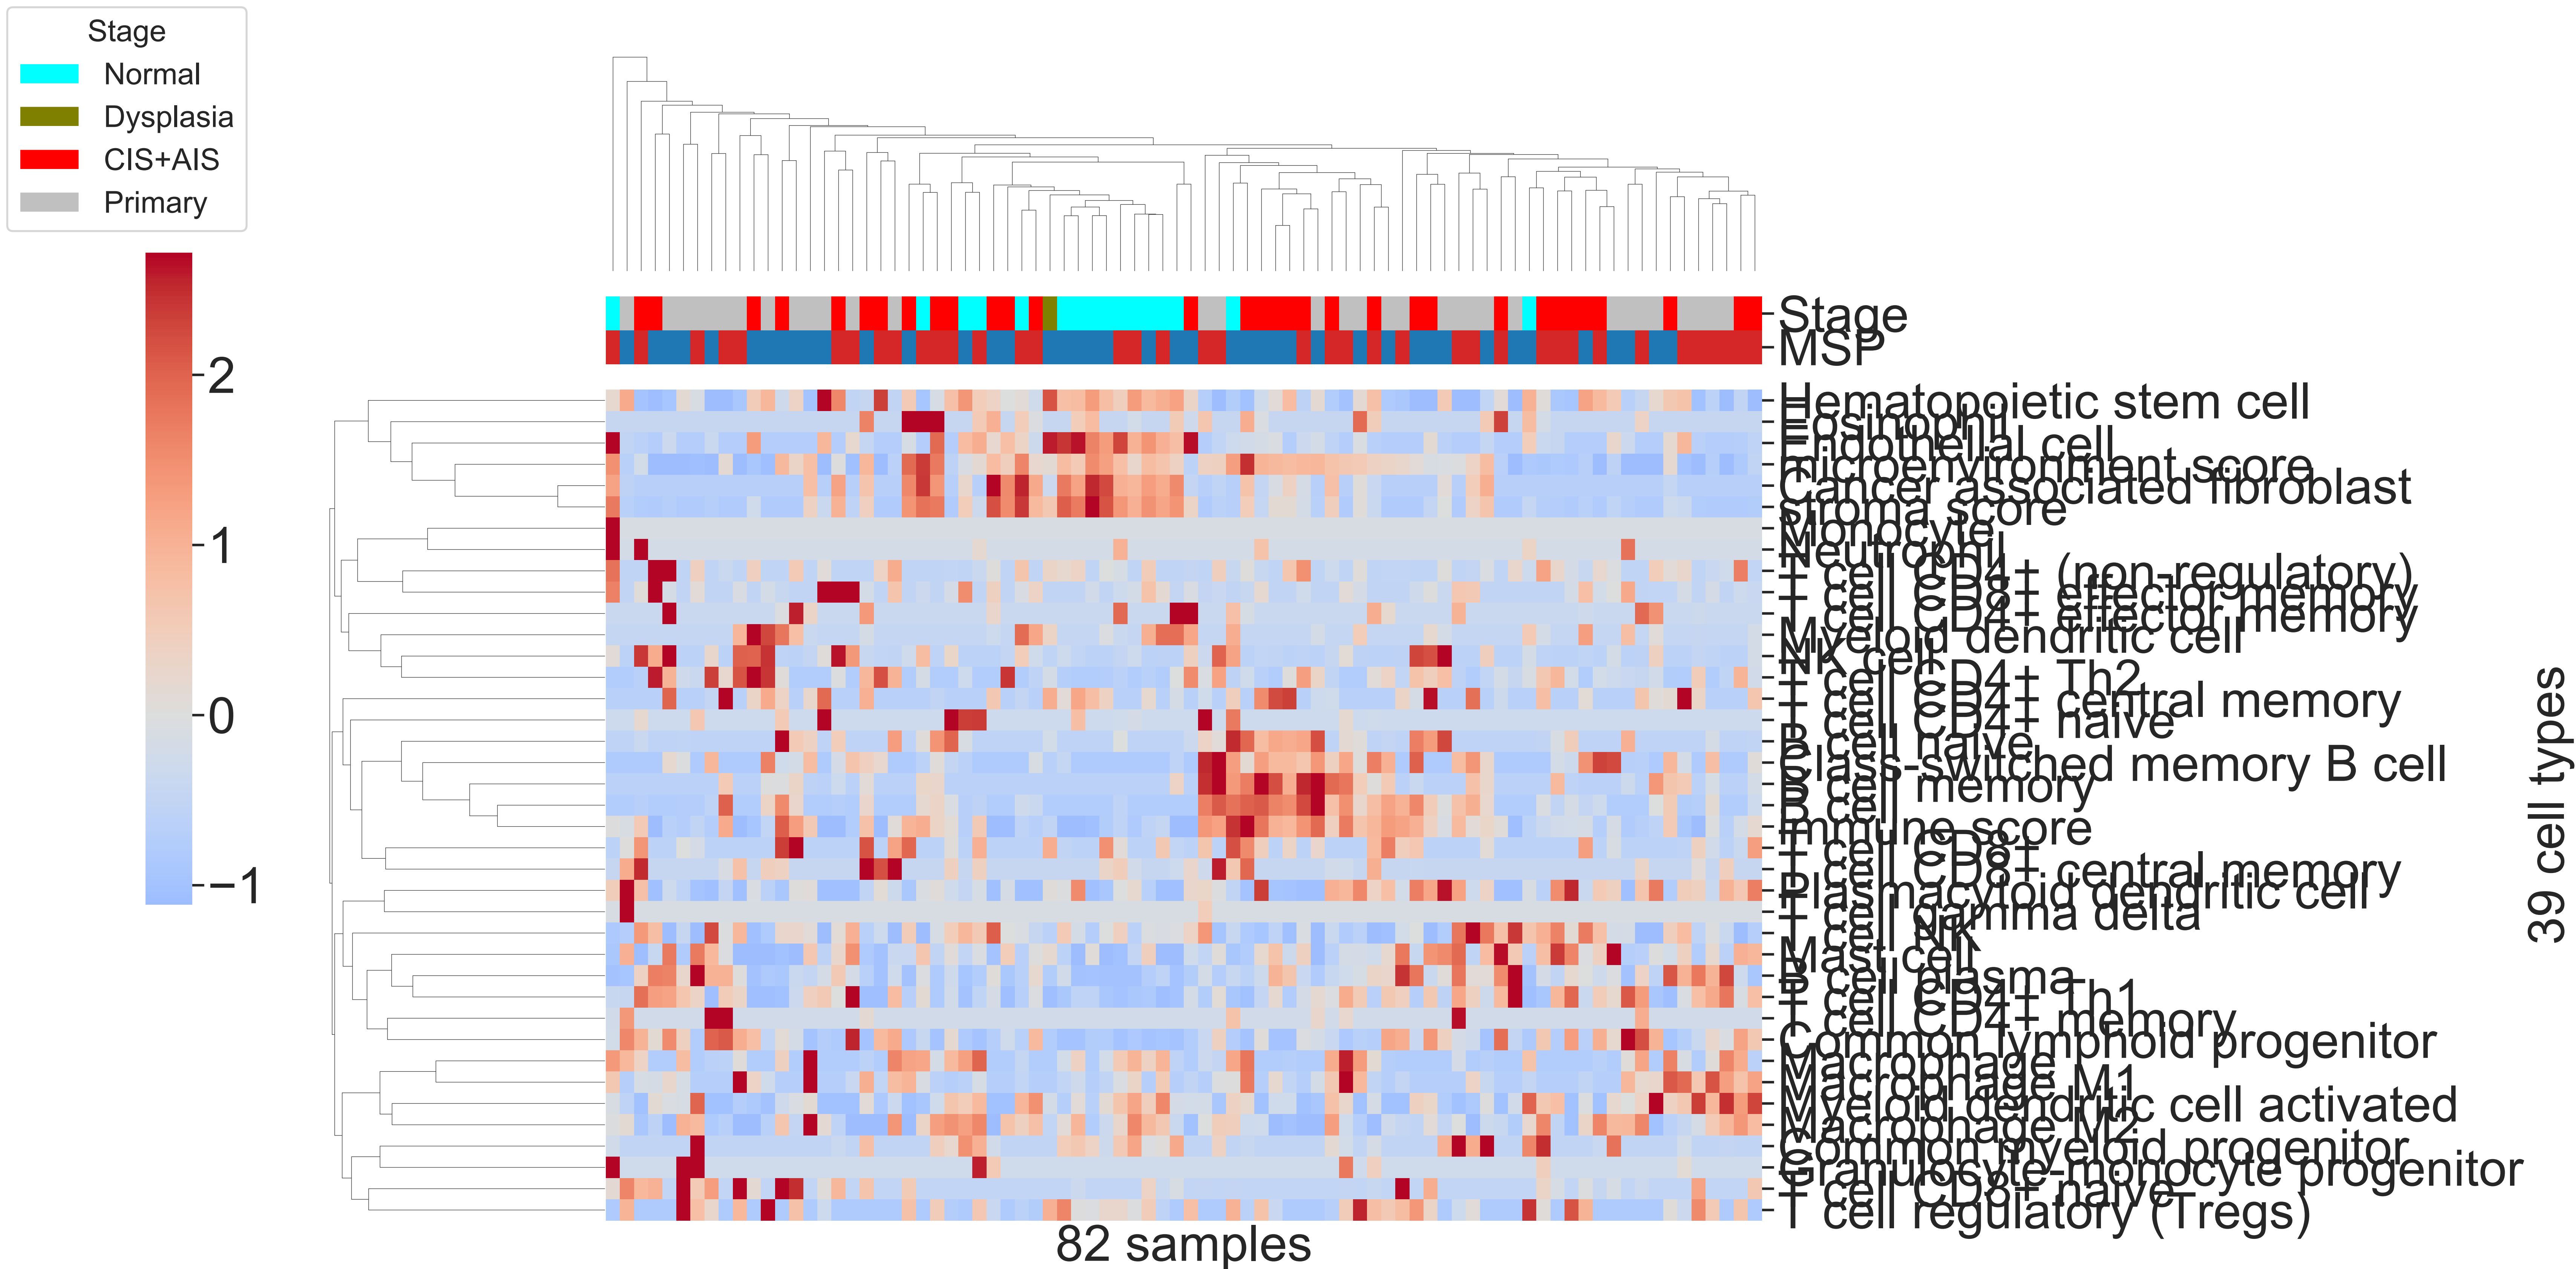 Stage
Normal
Dysplasia
CIS+AIS
Primary
2
1
0
−1
Stage
MSP
Hematopoietic stem cell
Eosinophil
Endothelial cell
microenvironment score
Cancer associated fibroblast
stroma score
Monocyte
Neutrophil
T cell CD4+ (non-regulatory)
T cell CD8+ effector memory
T cell CD4+ effector memory
Myeloid dendritic cell
NK cell
T cell CD4+ Th2
T cell CD4+ central memory
T cell CD4+ naive
B cell naive
Class-switched memory B cell
B cell memory
B cell
immune score
T cell CD8+
T cell CD8+ central memory
Plasmacytoid dendritic cell
T cell gamma delta
T cell NK
Mast cell
B cell plasma
T cell CD4+ Th1
T cell CD4+ memory
Common lymphoid progenitor
Macrophage
Macrophage M1
Myeloid dendritic cell activated
Macrophage M2
Common myeloid progenitor
Granulocyte-monocyte progenitor
T cell CD8+ naive
T cell regulatory (Tregs)
39 cell types
82 samples